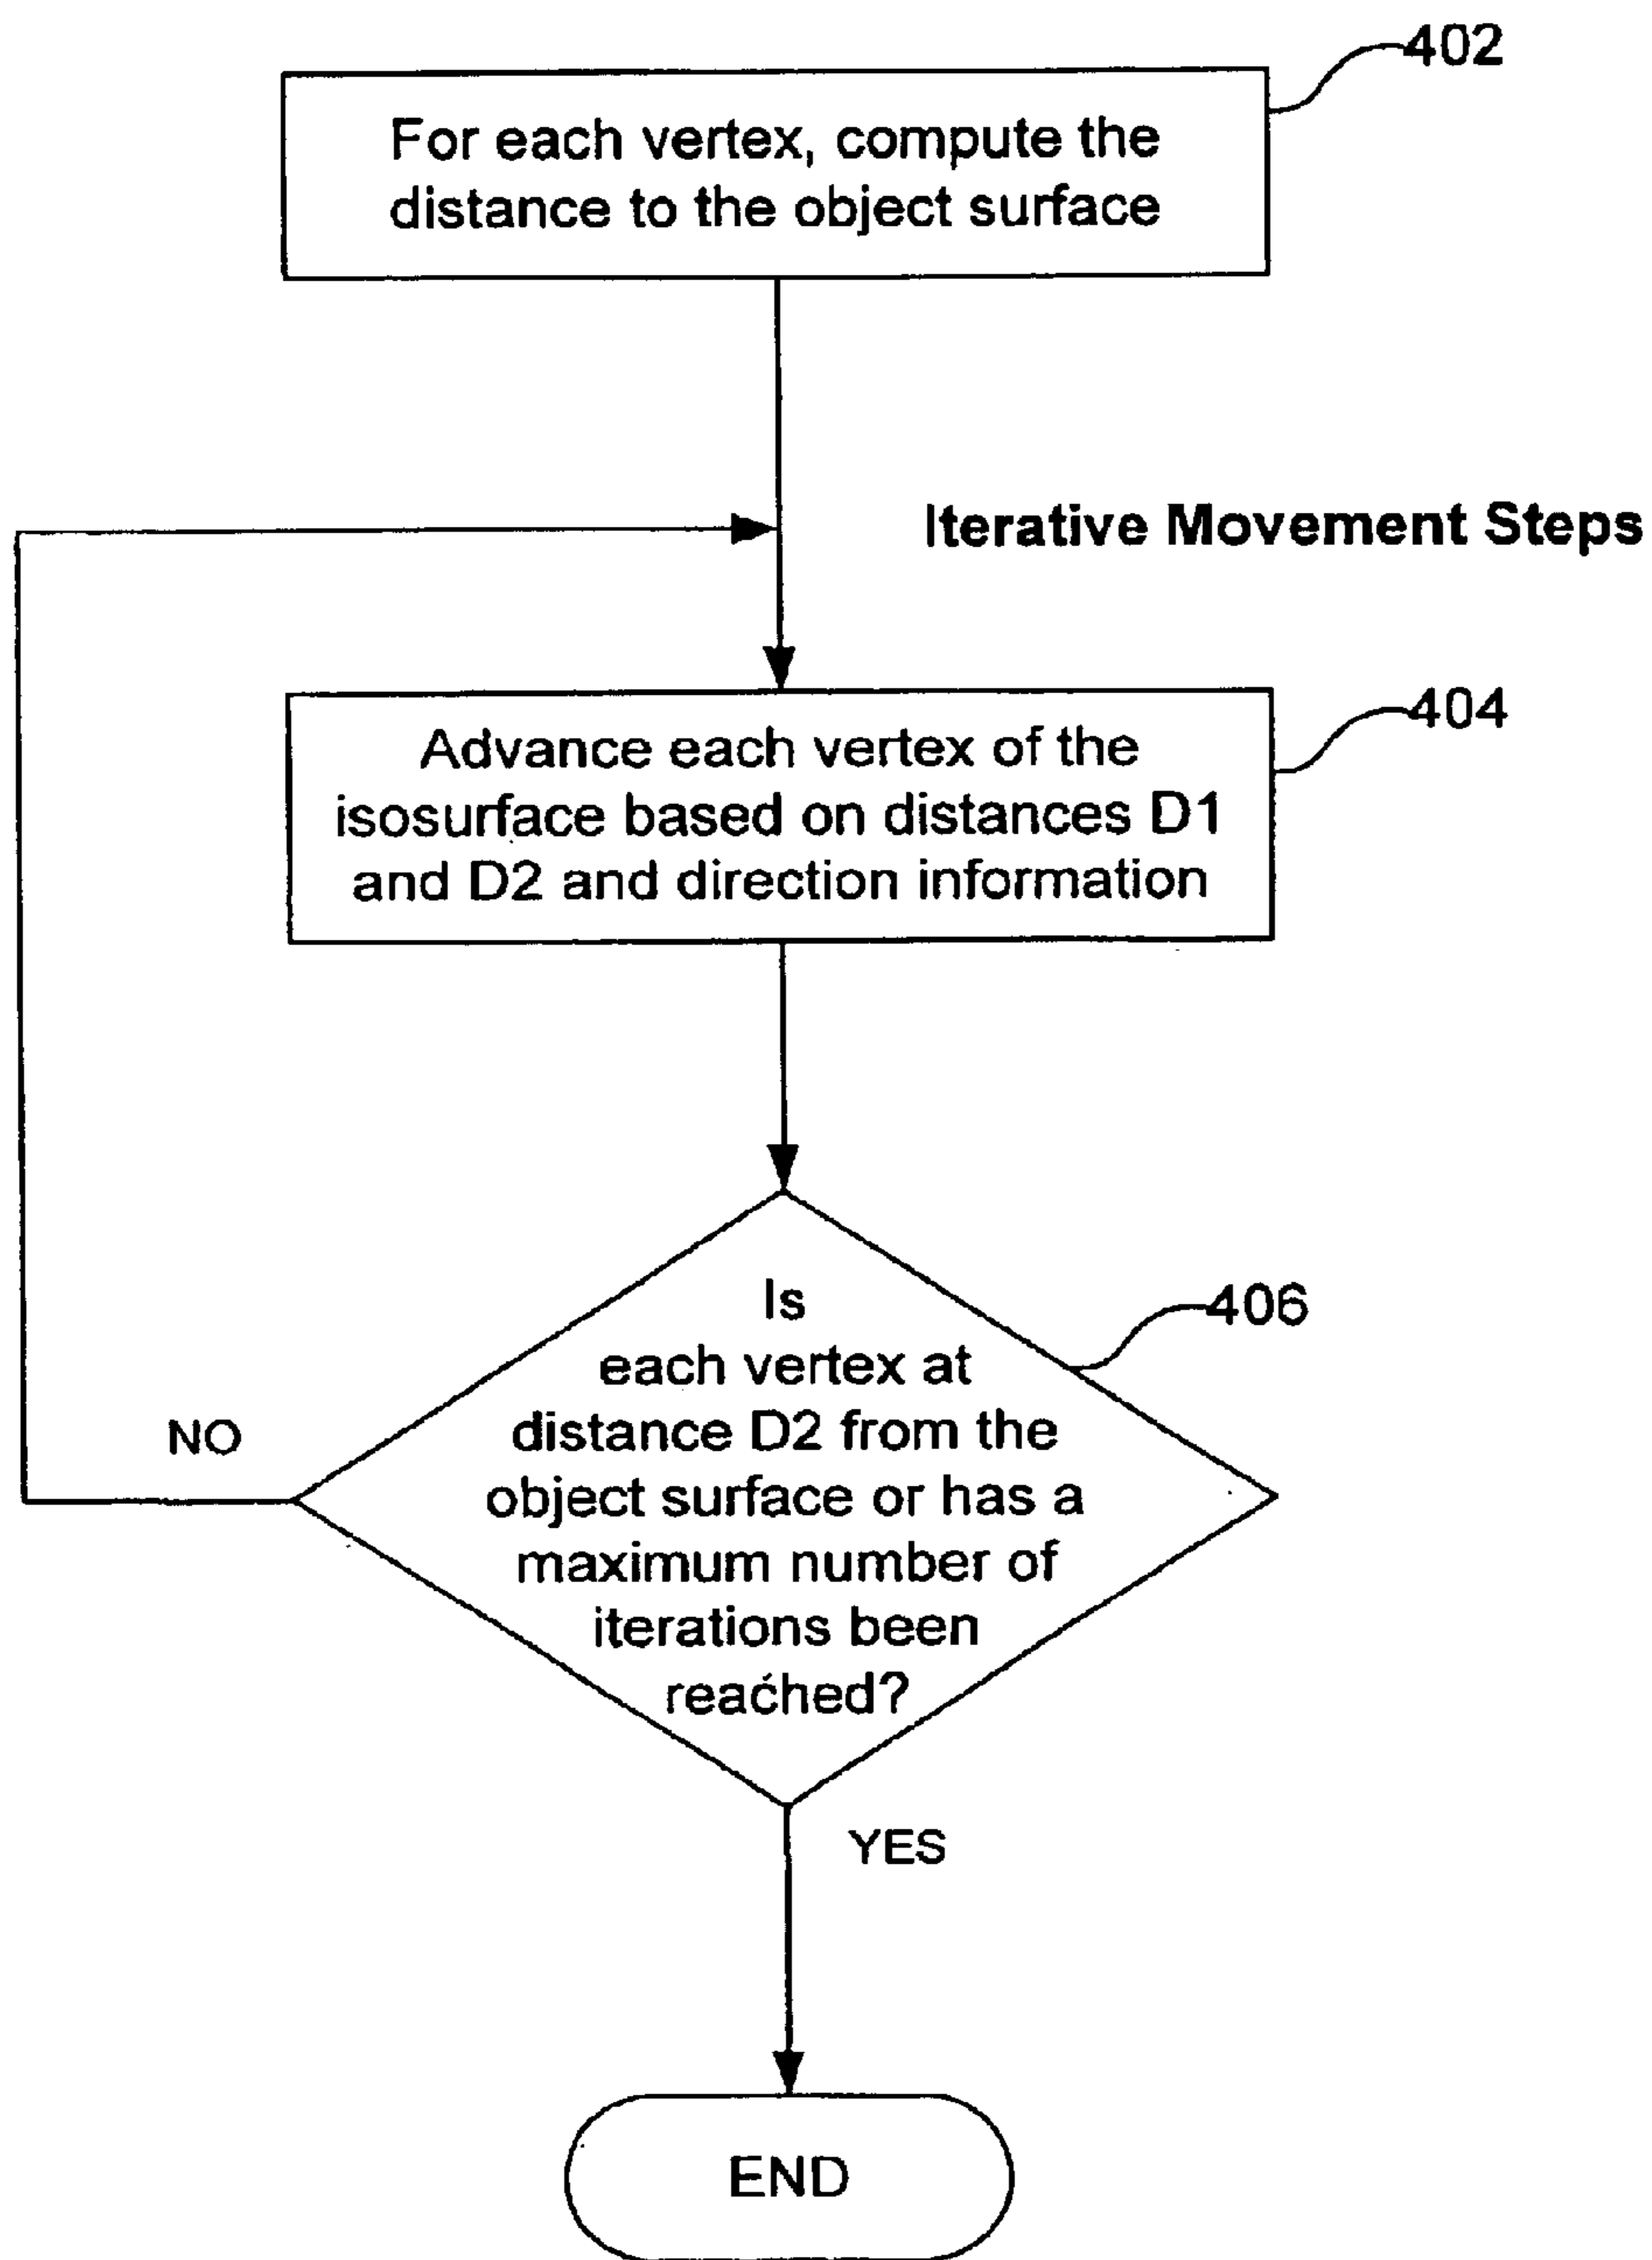 402
For each vertex, compute the
distance to the object surface
Iterative Movement Steps
404
Advance each vertex of the
isosurface based on distances D1
and D2 and direction information
406
Is
each vertex at
distance D2 from the
object surface or has a
maximum number of
iterations been
reached?
NO
YES
END